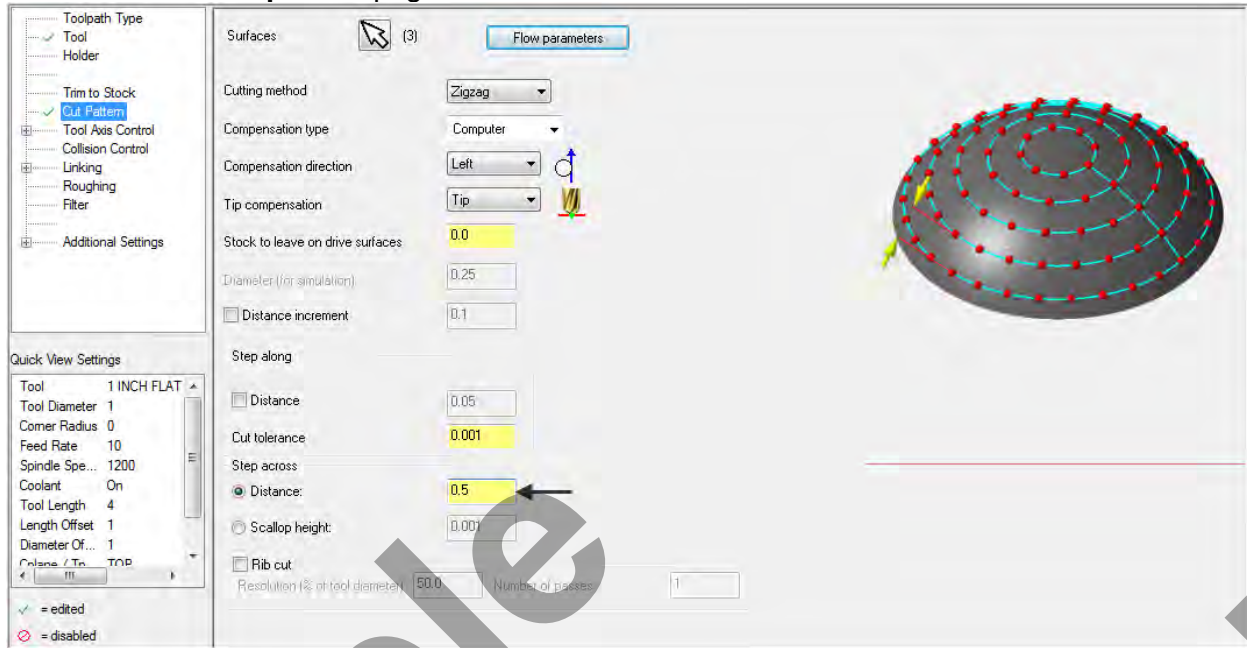 Toolpath Type
Tool
Holder
Trim to Stock
Cut Pattern
Tool Axis Control
Collision Control
Linking
Roughing
Filter
Additional Settings
Quick View Settings
Tool 1 INCH FLAT
Tool Diameter 1
Corner Radius 0
Feed Rate 10
Spindle Spe... 1200
Coolant On
Tool Length 4
Length Offset 1
Diameter Of... 1
Cplane / Tp... TOP
= edited
= disabled
Surfaces (3) Flow parameters
Cutting method Zigzag
Compensation type Computer
Compensation direction Left
Tip compensation Tip
Stock to leave on drive surfaces 0.0
Diameter (for simulation) 0.25
Distance increment 0.1
Step along
Distance 0.05
Cut tolerance 0.001
Step across
Distance: 0.5
Scallop height: 0.001
Rib cut
Resolution (% of tool diameter) 50.0 Number of passes 1